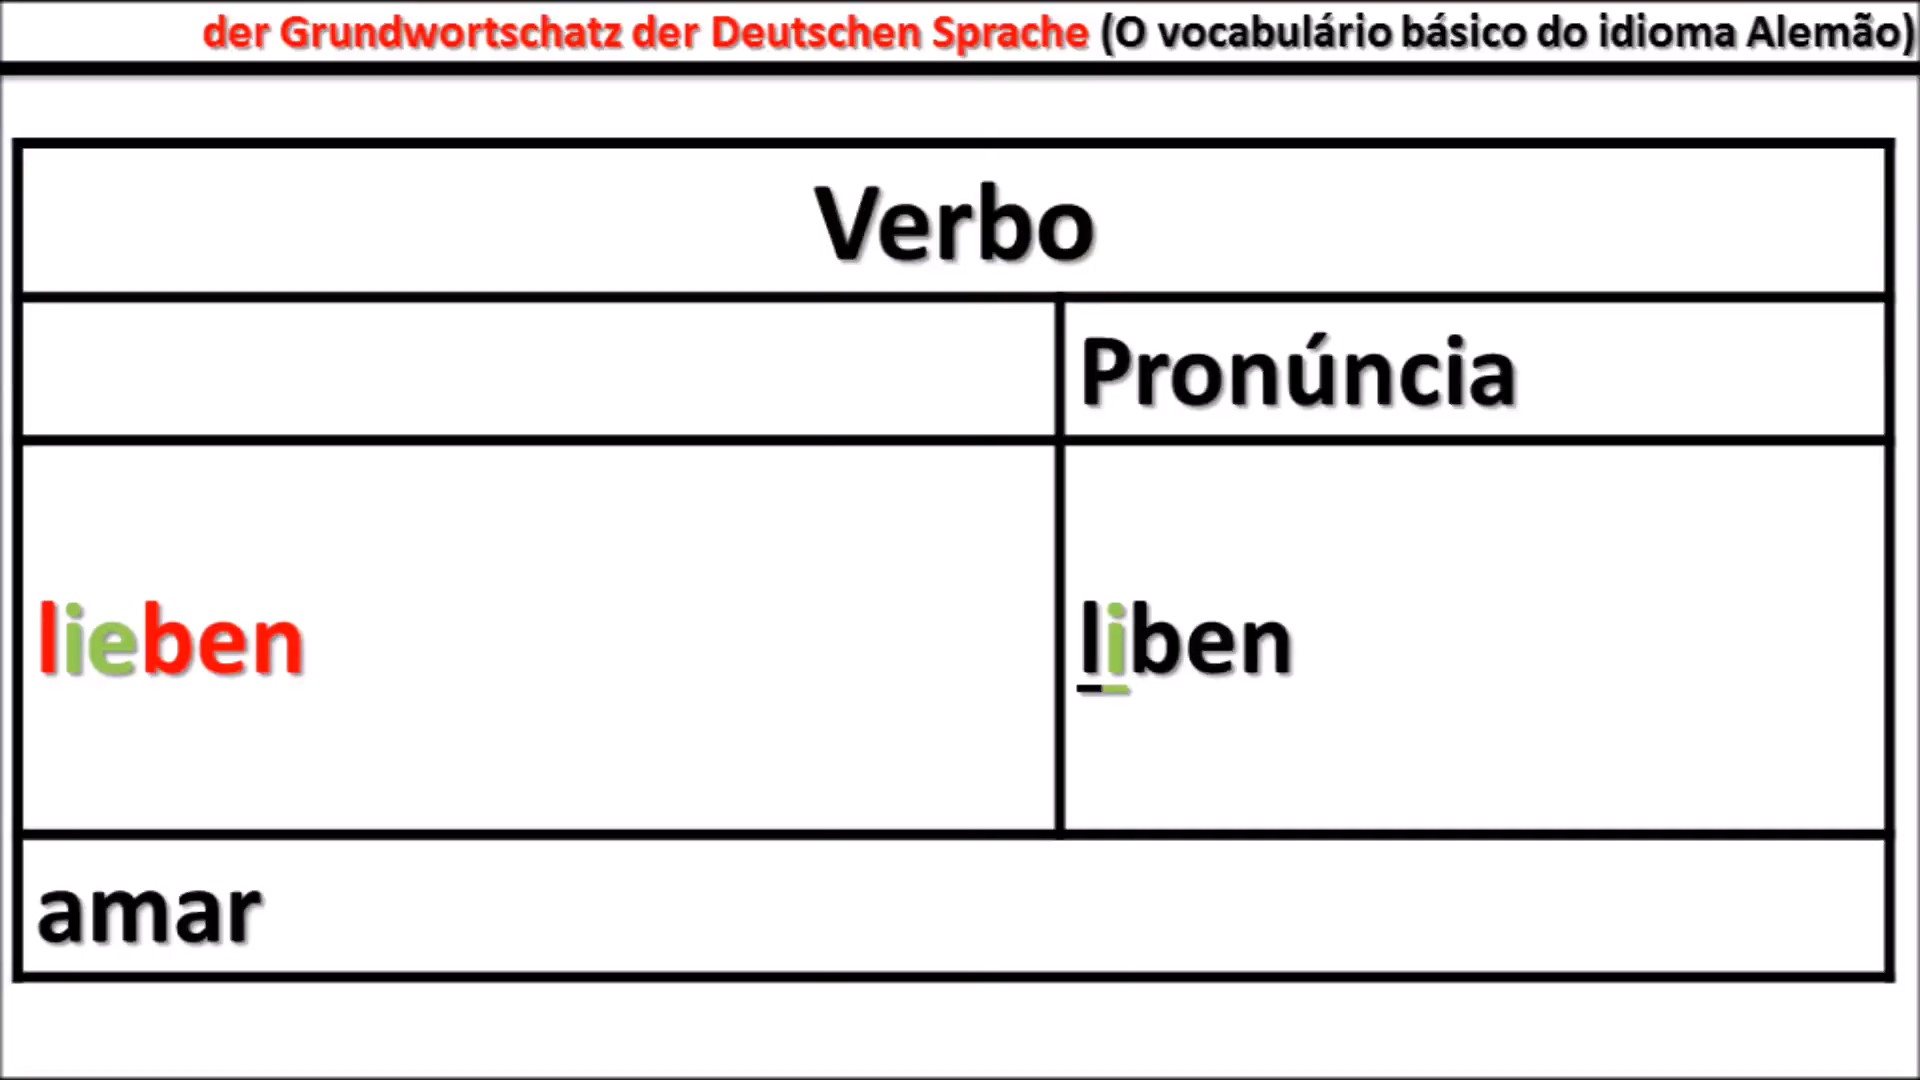 der Grundwortschatz der Deutschen Sprache (O vocabulário básico do idioma Alemão)
Verbo
Pronúncia
lieben
liben
amar